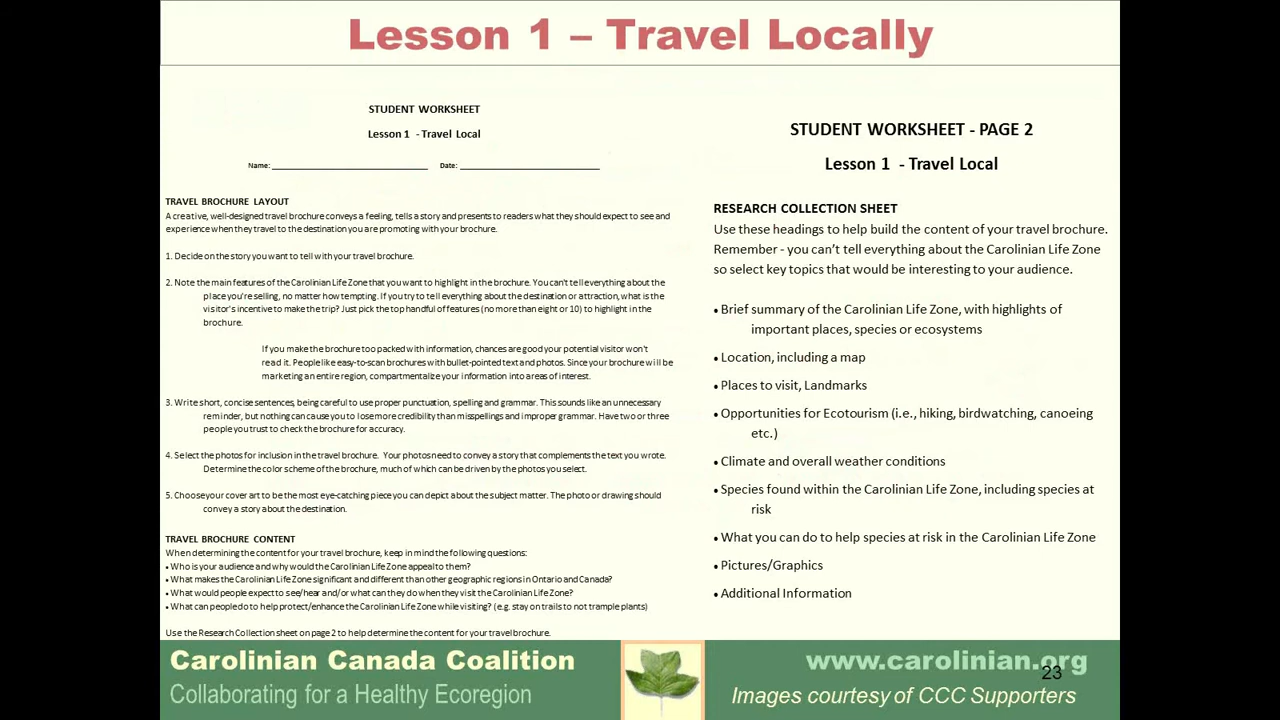 Lesson 1 – Travel Locally
STUDENT WORKSHEET
Lesson 1 - Travel Local
Name: ______________________ Date: ______________________
TRAVEL BROCHURE LAYOUT
A creative, well-designed travel brochure conveys a feeling, tells a story and presents to readers what they should expect to see and
experience when they travel to the destination you are promoting with your brochure.
1. Decide on the story you want to tell with your travel brochure.
2. Note the main features of the Carolinian Life Zone that you want to highlight in the brochure. You can't tell everything about the
place you're selling, no matter how tempting. If you try to tell everything about the destination or attraction, what is the
visitor's incentive to make the trip? Just pick the top handful of features (no more than eight or 10) to highlight in the
brochure.
If you make the brochure too packed with information, chances are good your potential visitor won't
read it. People like easy-to-scan brochures with bullet-pointed text and photos. Since your brochure will be
marketing an entire region, compartmentalize your information into areas of interest.
3. Write short, concise sentences, being careful to use proper punctuation, spelling and grammar. This sounds like an unnecessary
reminder, but nothing can cause you to lose more credibility than misspellings and improper grammar. Have two or three
people you trust to check the brochure for accuracy.
4. Select the photos for inclusion in the travel brochure. Your photos need to convey a story that complements the text you wrote.
Determine the color scheme of the brochure, much of which can be driven by the photos you select.
5. Choose your cover art to be the most eye-catching piece you can depict about the subject matter. The photo or drawing should
convey a story about the destination.
TRAVEL BROCHURE CONTENT
When determining the content for your travel brochure, keep in mind the following questions:
• Who is your audience and why would the Carolinian Life Zone appeal to them?
• What makes the Carolinian Life Zone significant and different than other geographic regions in Ontario and Canada?
• What would people expect to see/hear and/or what can they do when they visit the Carolinian Life Zone?
• What can people do to help protect/enhance the Carolinian Life Zone while visiting? (e.g. stay on trails to not trample plants)
Use the Research Collection sheet on page 2 to help determine the content for your travel brochure.
STUDENT WORKSHEET - PAGE 2
Lesson 1 - Travel Local
RESEARCH COLLECTION SHEET
Use these headings to help build the content of your travel brochure.
Remember - you can't tell everything about the Carolinian Life Zone
so select key topics that would be interesting to your audience.
• Brief summary of the Carolinian Life Zone, with highlights of
important places, species or ecosystems
• Location, including a map
• Places to visit, Landmarks
• Opportunities for Ecotourism (i.e., hiking, birdwatching, canoeing
etc.)
• Climate and overall weather conditions
• Species found within the Carolinian Life Zone, including species at
risk
• What you can do to help species at risk in the Carolinian Life Zone
• Pictures/Graphics
• Additional Information
Carolinian Canada Coalition
Collaborating for a Healthy Ecoregion
www.carolinian.org
23
Images courtesy of CCC Supporters